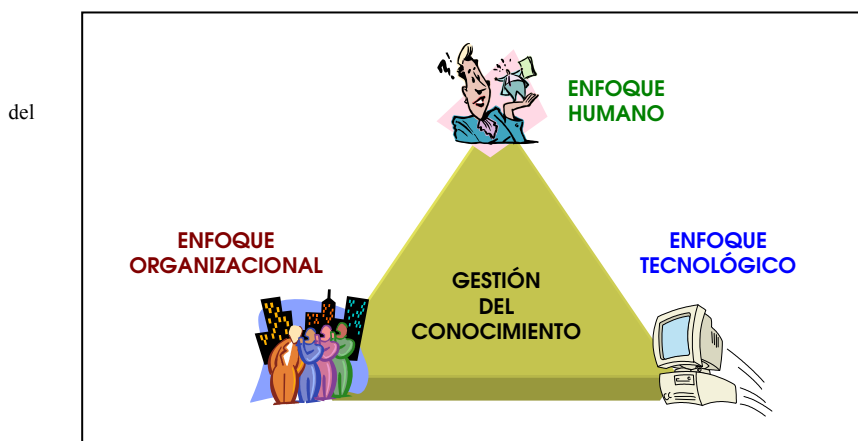 del
ENFOQUE
HUMANO
ENFOQUE
ORGANIZACIONAL
ENFOQUE
TECNOLÓGICO
GESTIÓN
DEL
CONOCIMIENTO